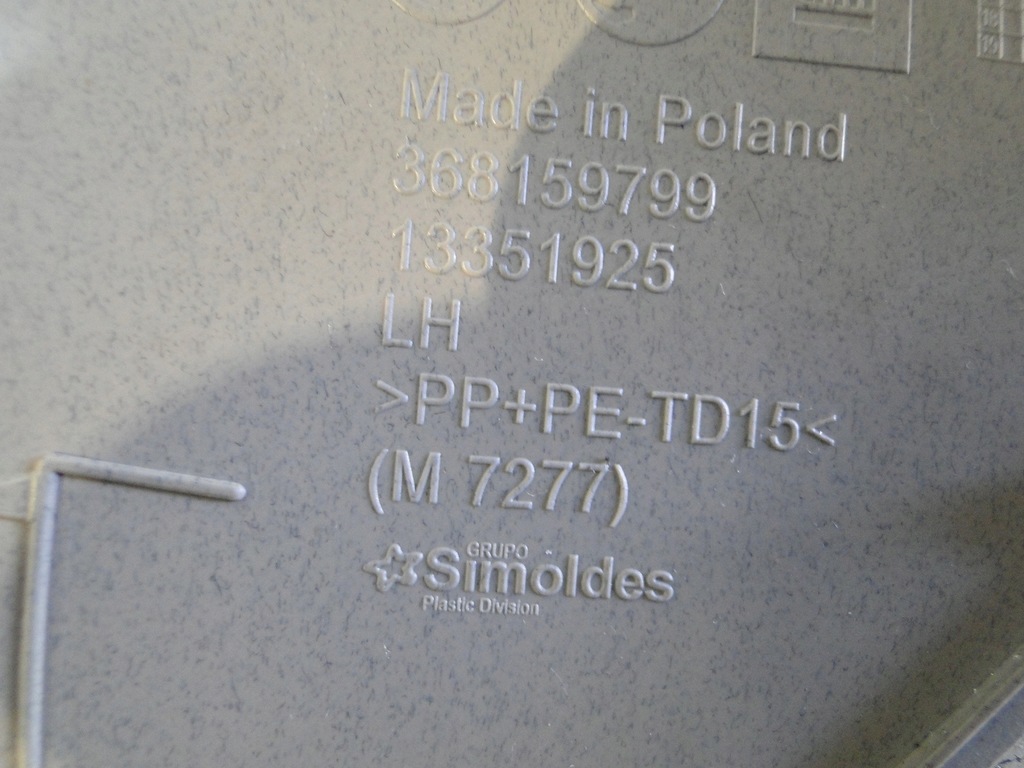 Made in Poland
368159799
13351925
LH
>PP+PE-TD15<
(M 7277)
GRUPO
Simoldes
Plastic Division